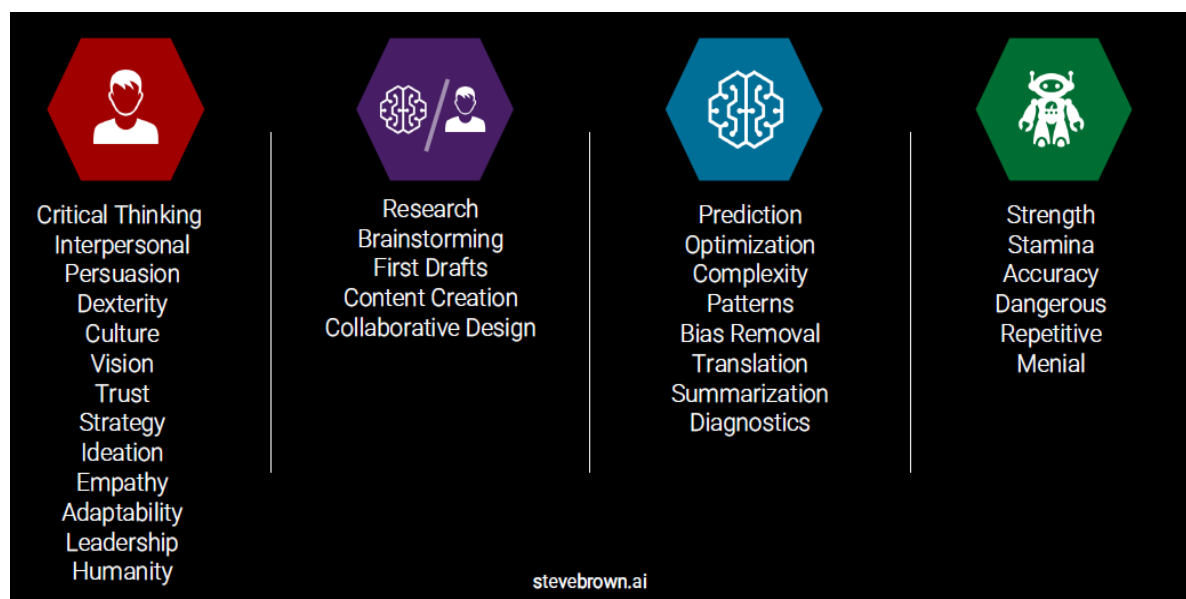 Critical Thinking
Interpersonal
Persuasion
Dexterity
Culture
Vision
Trust
Strategy
Ideation
Empathy
Adaptability
Leadership
Humanity
Research
Brainstorming
First Drafts
Content Creation
Collaborative Design
Prediction
Optimization
Complexity
Patterns
Bias Removal
Translation
Summarization
Diagnostics
Strength
Stamina
Accuracy
Dangerous
Repetitive
Menial
stevebrown.ai